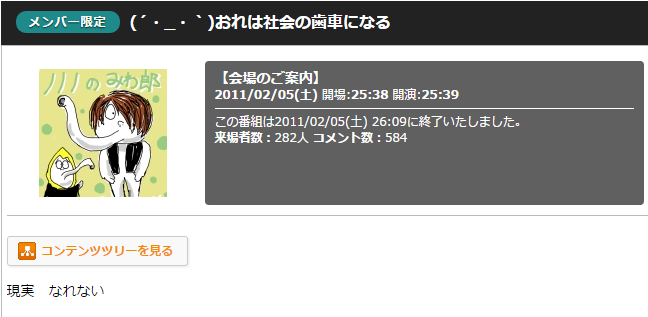 メンバー限定 (´・_・｀)おれは社会の歯車になる
ノノノのみわ郎
【会場のご案内】
2011/02/05(土) 開場:25:38 開演:25:39
この番組は2011/02/05(土) 26:09に終了いたしました。
来場者数：282人 コメント数：584
コンテンツツリーを見る
現実　なれない